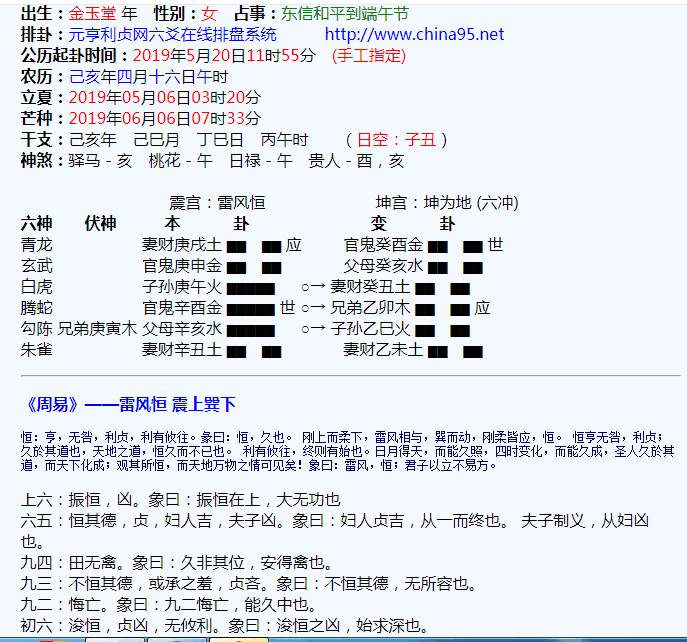 出生：金玉堂 年 性别：女 占事：东信和平到端午节
排卦：元亨利贞网六爻在线排盘系统 http://www.china95.net
公历起卦时间：2019年5月20日11时55分 (手工指定)
农历：己亥年四月十六日午时
立夏：2019年05月06日03时20分
芒种：2019年06月06日07时33分
干支：己亥年 己巳月 丁巳日 丙午时 （日空：子丑）
神煞：驿马－亥 桃花－午 日禄－午 贵人－酉，亥
震宫：雷风恒 坤宫：坤为地 (六冲)
六神 伏神 本 卦 变 卦
青龙 妻财庚戌土 应 官鬼癸酉金 世
玄武 官鬼庚申金 父母癸亥水
白虎 子孙庚午火 ○→ 妻财癸丑土
腾蛇 官鬼辛酉金 世 ○→ 兄弟乙卯木 应
勾陈 兄弟庚寅木 父母辛亥水 ○→ 子孙乙巳火
朱雀 妻财辛丑土 妻财乙未土
《周易》——雷风恒 震上巽下
恒：亨，无咎，利贞，利有攸往。彖曰：恒，久也。 刚上而柔下，雷风相与，巽而动，刚柔皆应，恒。 恒亨无咎，利贞；
久於其道也，天地之道，恒久而不已也。 利有攸往，终则有始也。日月得天，而能久照，四时变化，而能久成，圣人久於其
道，而天下化成；观其所恒，而天地万物之情可见矣！象曰：雷风，恒；君子以立不易方。
上六：振恒，凶。象曰：振恒在上，大无功也
六五：恒其德，贞，妇人吉，夫子凶。象曰：妇人贞吉，从一而终也。 夫子制义，从妇凶
也。
九四：田无禽。象曰：久非其位，安得禽也。
九三：不恒其德，或承之羞，贞吝。象曰：不恒其德，无所容也。
九二：悔亡。象曰：九二悔亡，能久中也。
初六：浚恒，贞凶，无攸利。象曰：浚恒之凶，始求深也。